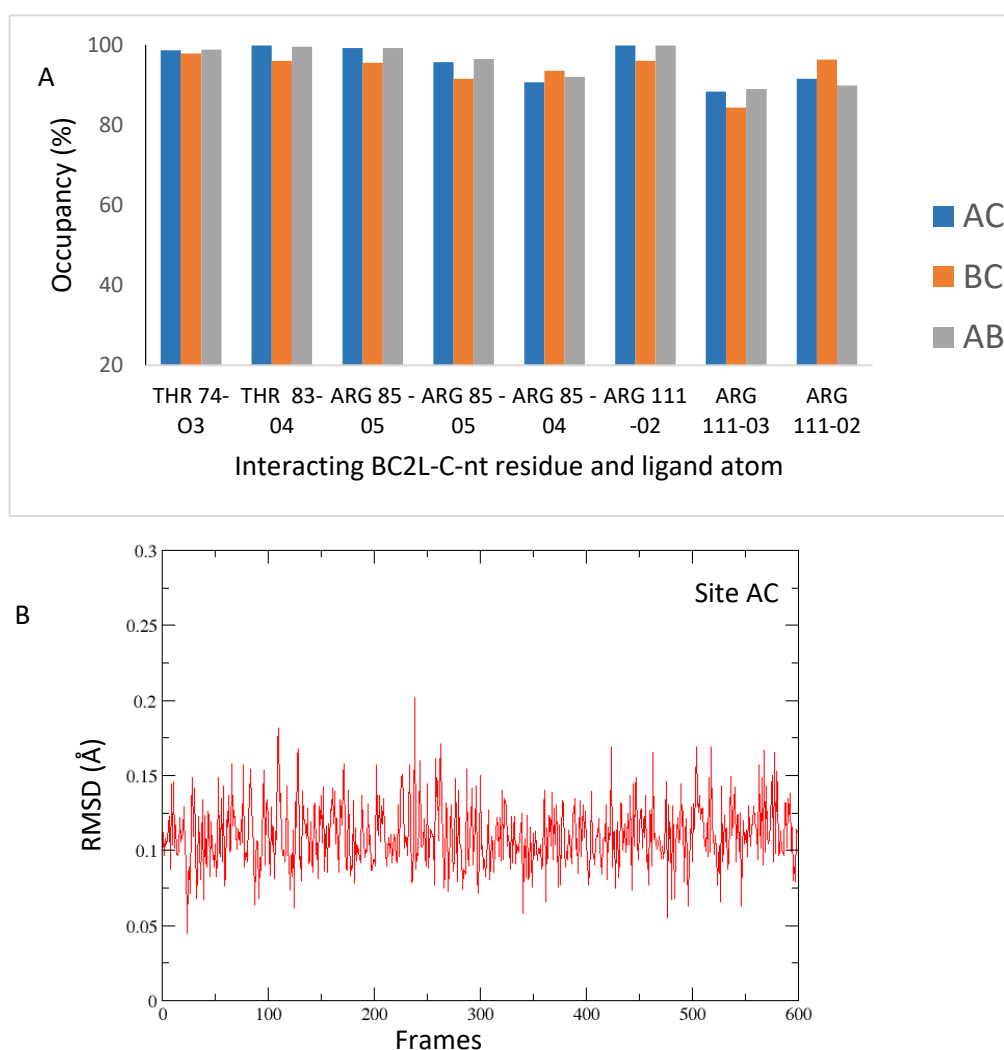 A
Occupancy (%)
100
80
60
40
20
THR 74-
O3
THR 83-
04
ARG 85 -
05
ARG 85 -
05
ARG 85 -
04
ARG 111
-02
ARG
111-03
ARG
111-02
Interacting BC2L-C-nt residue and ligand atom
AC
BC
AB
B
Site AC
RMSD (Å)
0.3
0.25
0.2
0.15
0.1
0.05
0
0 100 200 300 400 500 600
Frames